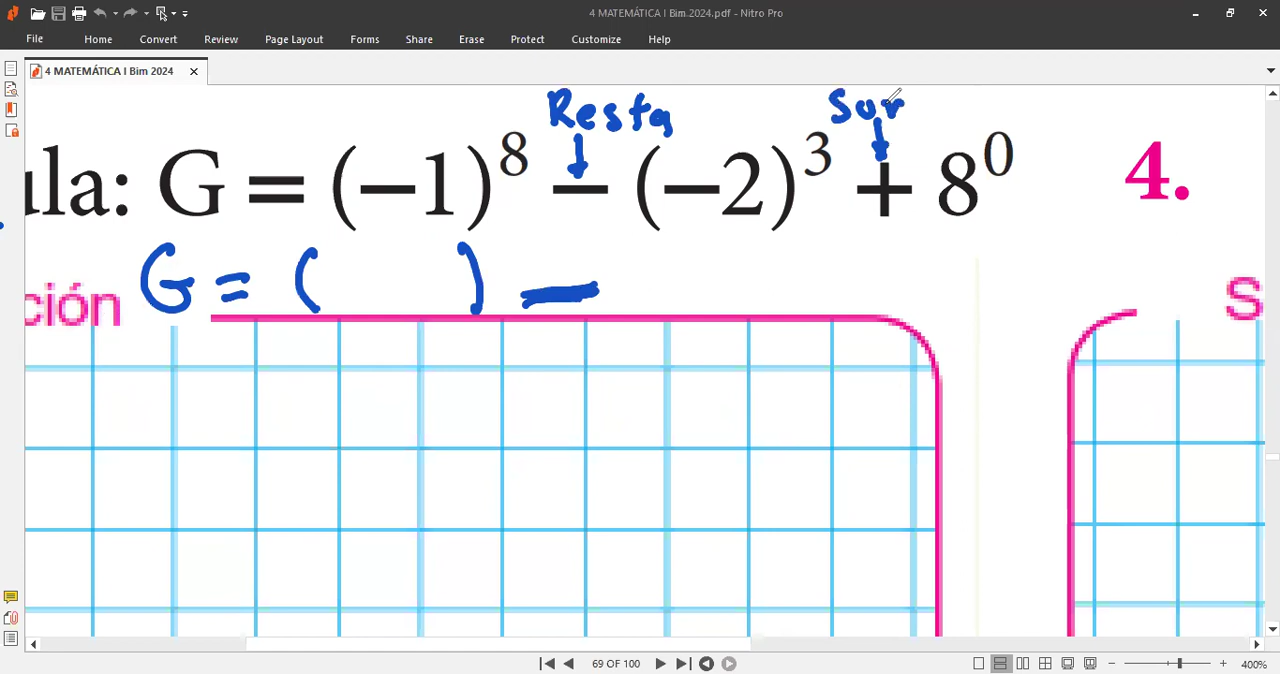 4 MATEMÁTICA I Bim.2024.pdf - Nitro Pro
File Home Convert Review Page Layout Forms Share Erase Protect Customize Help
4 MATEMÁTICA I Bim 2024
Resta
ula: G = (−1)⁸ − (−2)³ + 8⁰ 4.
G = ( ) −
ción S
69 OF 100
400%